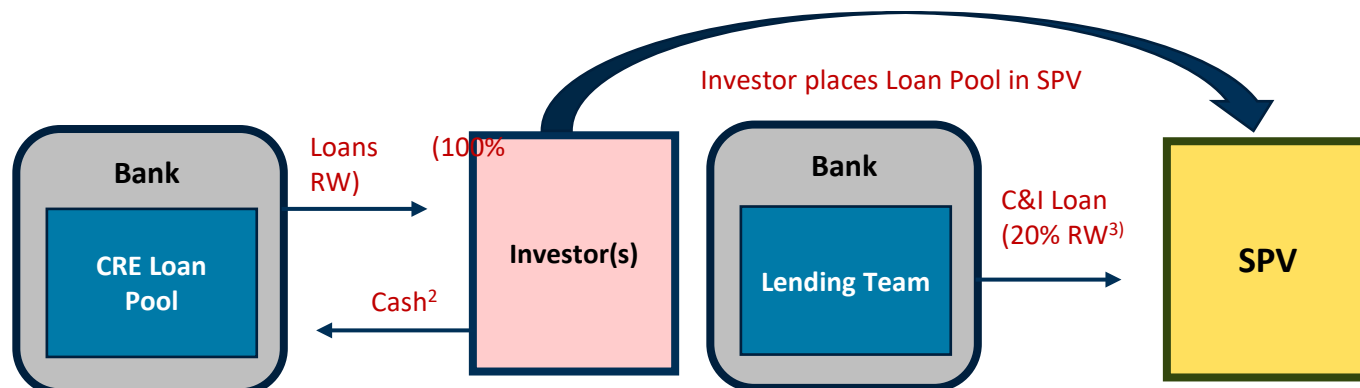 Investor places Loan Pool in SPV
Bank
CRE Loan
Pool
Loans (100%
RW)
Cash²
Investor(s)
Bank
Lending Team
C&I Loan
(20% RW³⁾
SPV